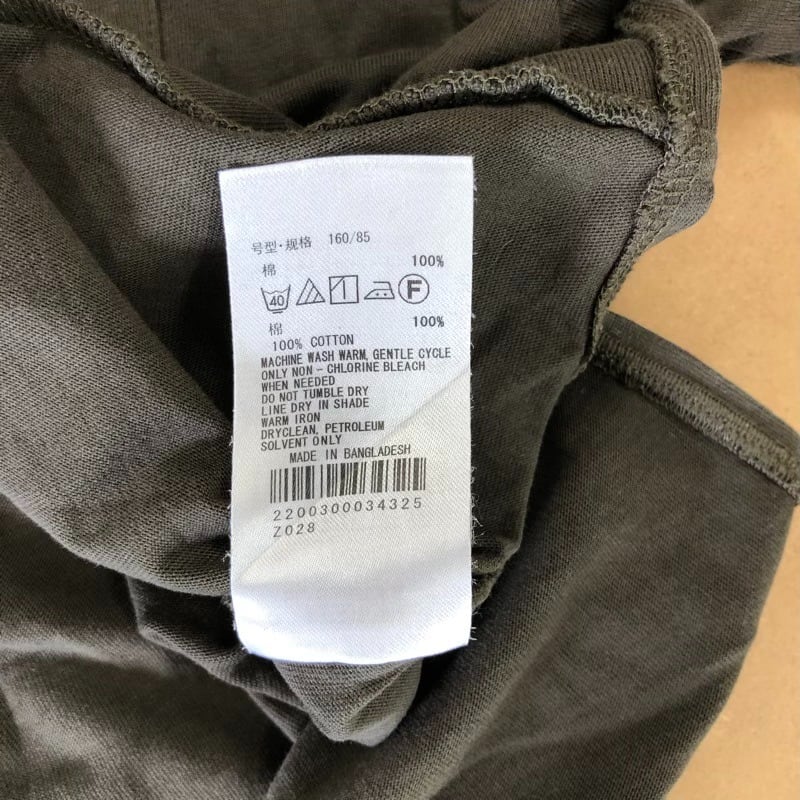 号型·规格 160/85
棉 100%
40 F
棉 100%
100% COTTON
MACHINE WASH WARM, GENTLE CYCLE
ONLY NON - CHLORINE BLEACH
WHEN NEEDED
DO NOT TUMBLE DRY
LINE DRY IN SHADE
WARM IRON
DRYCLEAN, PETROLEUM
SOLVENT ONLY
MADE IN BANGLADESH
2200300034325
Z028